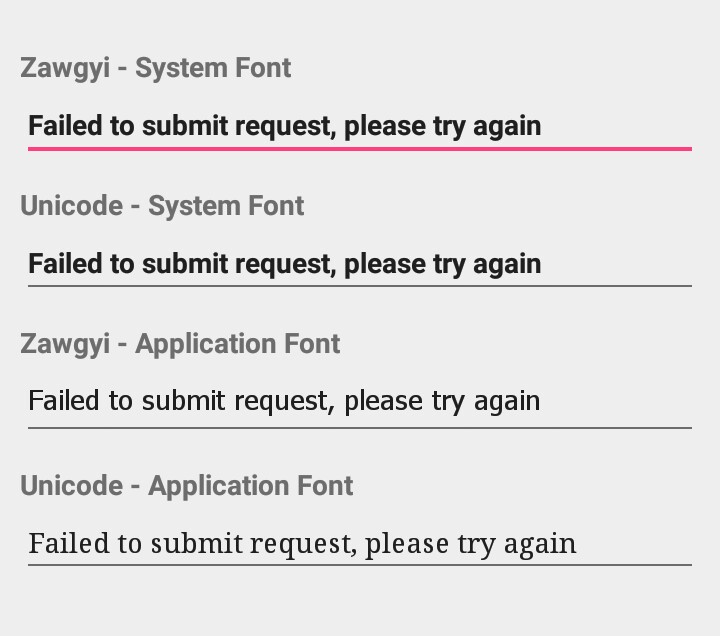 Zawgyi - System Font
Failed to submit request, please try again
Unicode - System Font
Failed to submit request, please try again
Zawgyi - Application Font
Failed to submit request, please try again
Unicode - Application Font
Failed to submit request, please try again